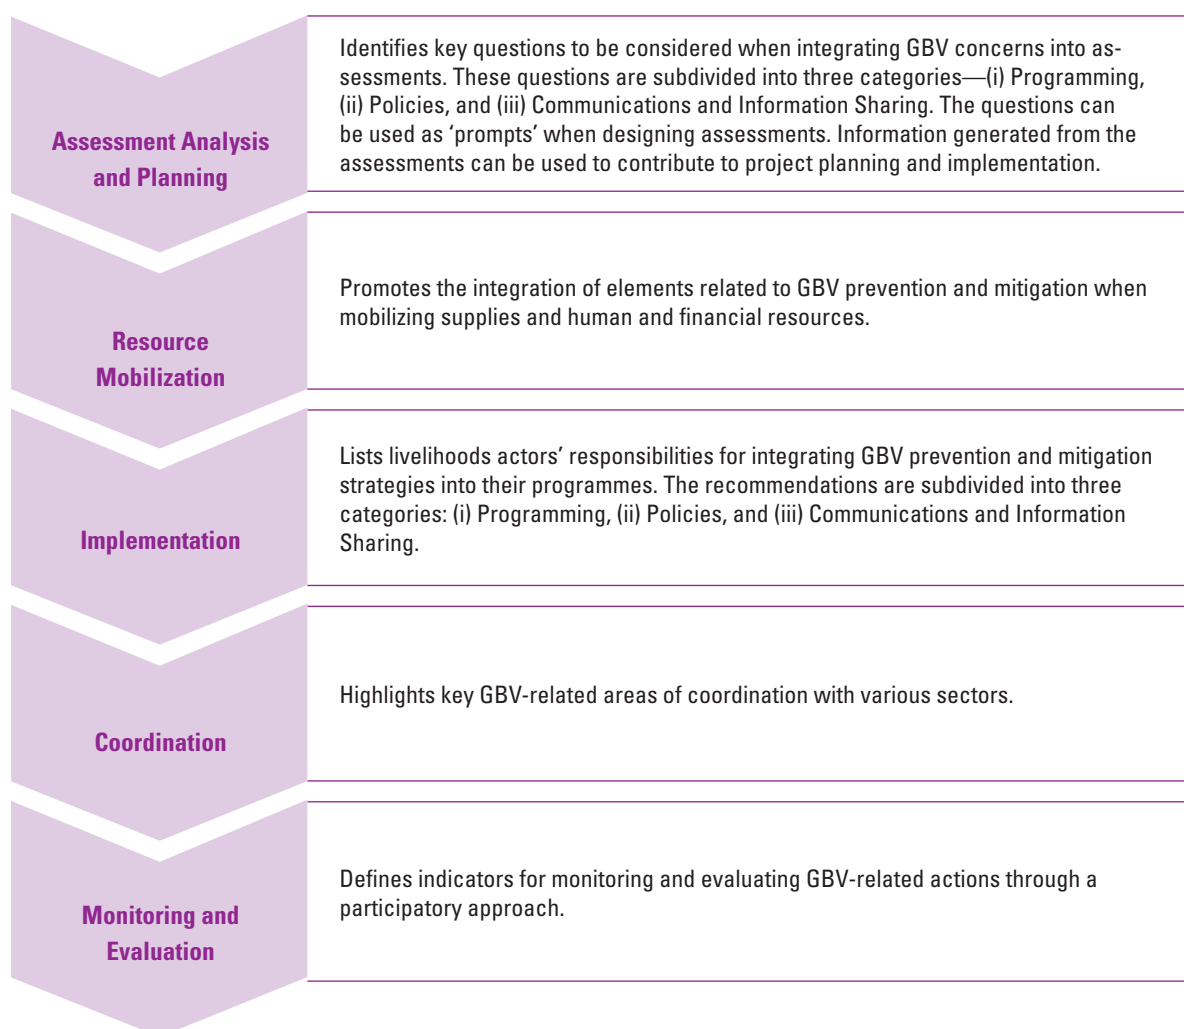 Assessment Analysis
and Planning
Identifies key questions to be considered when integrating GBV concerns into as-
sessments. These questions are subdivided into three categories—(i) Programming,
(ii) Policies, and (iii) Communications and Information Sharing. The questions can
be used as ‘prompts’ when designing assessments. Information generated from the
assessments can be used to contribute to project planning and implementation.
Resource
Mobilization
Promotes the integration of elements related to GBV prevention and mitigation when
mobilizing supplies and human and financial resources.
Implementation
Lists livelihoods actors’ responsibilities for integrating GBV prevention and mitigation
strategies into their programmes. The recommendations are subdivided into three
categories: (i) Programming, (ii) Policies, and (iii) Communications and Information
Sharing.
Coordination
Highlights key GBV-related areas of coordination with various sectors.
Monitoring and
Evaluation
Defines indicators for monitoring and evaluating GBV-related actions through a
participatory approach.